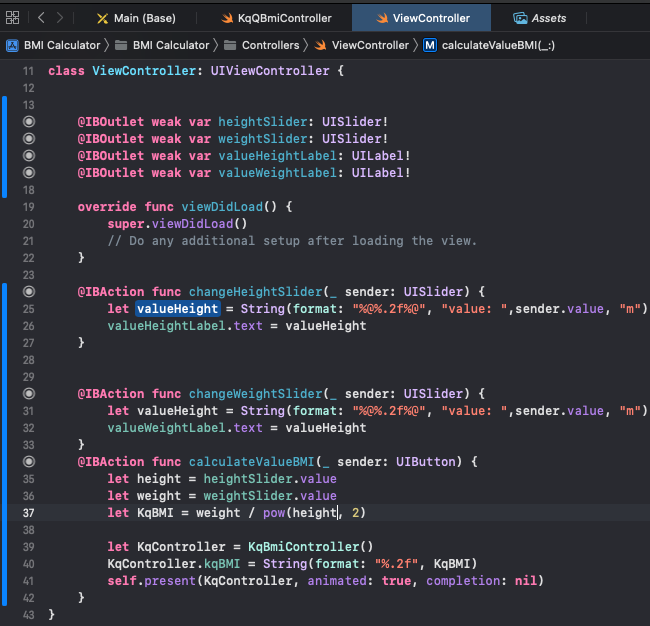 Main (Base) KqQBmiController ViewController Assets
BMI Calculator BMI Calculator Controllers ViewController M calculateValueBMI(_:)
11 class ViewController: UIViewController {
12
13
@IBOutlet weak var heightSlider: UISlider!
@IBOutlet weak var weightSlider: UISlider!
@IBOutlet weak var valueHeightLabel: UILabel!
@IBOutlet weak var valueWeightLabel: UILabel!
18
19 override func viewDidLoad() {
20 super.viewDidLoad()
21 // Do any additional setup after loading the view.
22 }
23
@IBAction func changeHeightSlider(_ sender: UISlider) {
25 let valueHeight = String(format: "%@%.2f%@", "value: ",sender.value, "m")
26 valueHeightLabel.text = valueHeight
27 }
28
29
@IBAction func changeWeightSlider(_ sender: UISlider) {
31 let valueHeight = String(format: "%@%.2f%@", "value: ",sender.value, "m")
32 valueWeightLabel.text = valueHeight
33 }
@IBAction func calculateValueBMI(_ sender: UIButton) {
35 let height = heightSlider.value
36 let weight = weightSlider.value
37 let KqBMI = weight / pow(height, 2)
38
39 let KqController = KqBmiController()
40 KqController.kqBMI = String(format: "%.2f", KqBMI)
41 self.present(KqController, animated: true, completion: nil)
42 }
43 }